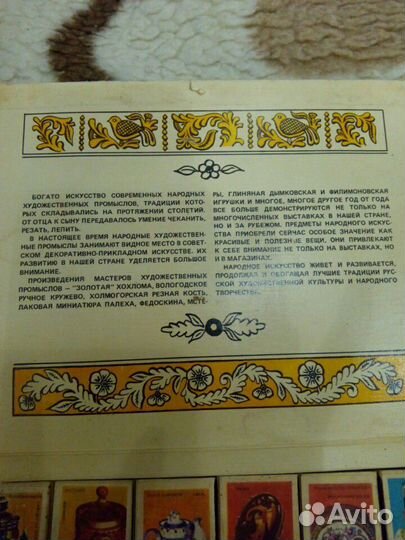 БОГАТО ИСКУССТВО СОВРЕМЕННЫХ НАРОДНЫХ
ХУДОЖЕСТВЕННЫХ ПРОМЫСЛОВ, ТРАДИЦИИ КОТО-
РЫХ СКЛАДЫВАЛИСЬ НА ПРОТЯЖЕНИИ СТОЛЕТИЙ.
ОТ ОТЦА К СЫНУ ПЕРЕДАВАЛОСЬ УМЕНИЕ ЧЕКАНИТЬ,
РЕЗАТЬ, ЛЕПИТЬ.
В НАСТОЯЩЕЕ ВРЕМЯ НАРОДНЫЕ ХУДОЖЕСТВЕН-
НЫЕ ПРОМЫСЛЫ ЗАНИМАЮТ ВИДНОЕ МЕСТО В СОВЕТ-
СКОМ ДЕКОРАТИВНО-ПРИКЛАДНОМ ИСКУССТВЕ. ИХ
РАЗВИТИЮ В НАШЕЙ СТРАНЕ УДЕЛЯЕТСЯ БОЛЬШОЕ
ВНИМАНИЕ.
ПРОИЗВЕДЕНИЯ МАСТЕРОВ ХУДОЖЕСТВЕННЫХ
ПРОМЫСЛОВ — "ЗОЛОТАЯ" ХОХЛОМА, ВОЛОГОДСКОЕ
РУЧНОЕ КРУЖЕВО, ХОЛМОГОРСКАЯ РЕЗНАЯ КОСТЬ,
ЛАКОВАЯ МИНИАТЮРА ПАЛЕХА, ФЕДОСКИНА, МСТЁ-
РЫ, ГЛИНЯНАЯ ДЫМКОВСКАЯ И ФИЛИМОНОВСКАЯ
ИГРУШКИ И МНОГОЕ, МНОГОЕ ДРУГОЕ ГОД ОТ ГОДА
ВСЕ БОЛЬШЕ ДЕМОНСТРИРУЮТСЯ НЕ ТОЛЬКО НА
МНОГОЧИСЛЕННЫХ ВЫСТАВКАХ В НАШЕЙ СТРАНЕ,
НО И ЗА РУБЕЖОМ. ПРЕДМЕТЫ НАРОДНОГО ИСКУС-
СТВА ПРИОБРЕЛИ СЕЙЧАС ОСОБОЕ ЗНАЧЕНИЕ КАК
КРАСИВЫЕ И ПОЛЕЗНЫЕ ВЕЩИ, ОНИ ПРИВЛЕКАЮТ
К СЕБЕ ВНИМАНИЕ НЕ ТОЛЬКО НА ВЫСТАВКАХ, НО
И В МАГАЗИНАХ.
НАРОДНОЕ ИСКУССТВО ЖИВЕТ И РАЗВИВАЕТСЯ,
ПРОДОЛЖАЯ И ОБОГАЩАЯ ЛУЧШИЕ ТРАДИЦИИ РУС-
СКОЙ ХУДОЖЕСТВЕННОЙ КУЛЬТУРЫ И НАРОДНОГО
ТВОРЧЕСТВА.
Avito